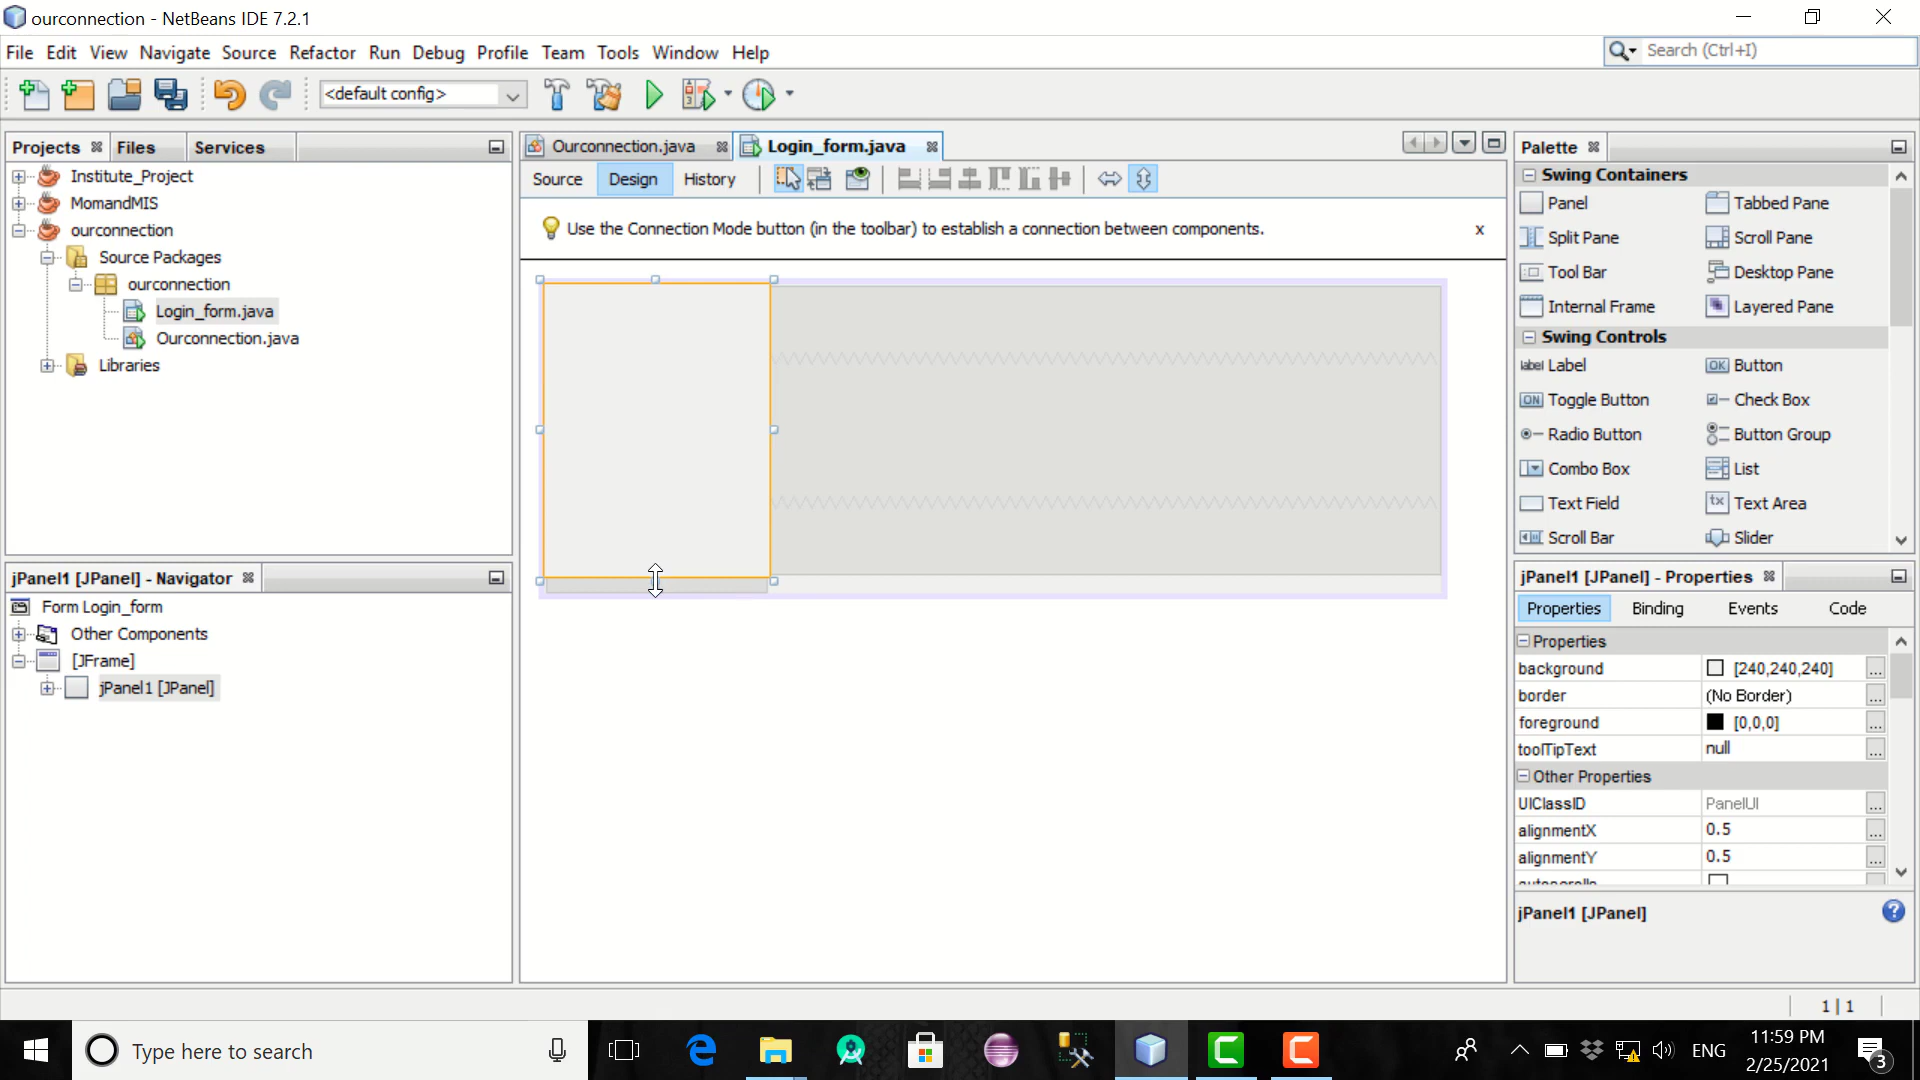 ourconnection - NetBeans IDE 7.2.1
File Edit View Navigate Source Refactor Run Debug Profile Team Tools Window Help
Search (Ctrl+I)
<default config>
Projects Files Services
Institute_Project
MomandMIS
ourconnection
Source Packages
ourconnection
Login_form.java
Ourconnection.java
Libraries
jPanel1 [JPanel] - Navigator
Form Login_form
Other Components
[JFrame]
jPanel1 [JPanel]
Ourconnection.java Login_form.java
Source Design History
Use the Connection Mode button (in the toolbar) to establish a connection between components. x
Palette
Swing Containers
Panel Tabbed Pane
Split Pane Scroll Pane
Tool Bar Desktop Pane
Internal Frame Layered Pane
Swing Controls
label Label OK Button
ON Toggle Button Check Box
Radio Button Button Group
Combo Box List
Text Field tx Text Area
Scroll Bar Slider
jPanel1 [JPanel] - Properties
Properties Binding Events Code
Properties
background [240,240,240] ...
border (No Border) ...
foreground [0,0,0] ...
toolTipText null ...
Other Properties
UIClassID PanelUI ...
alignmentX 0.5 ...
alignmentY 0.5 ...
autoscrolls
jPanel1 [JPanel] ?
1 | 1
Type here to search
ENG
11:59 PM
2/25/2021
3